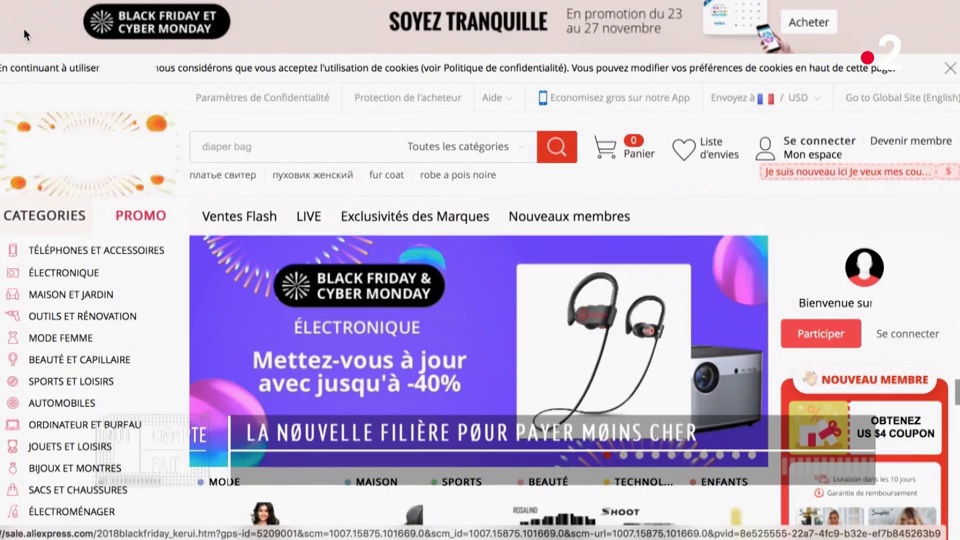 BLACK FRIDAY ET
CYBER MONDAY
SOYEZ TRANQUILLE
En promotion du 23
au 27 novembre
Acheter
2
En continuant à utiliser
nous considérons que vous acceptez l'utilisation de cookies (voir Politique de confidentialité). Vous pouvez modifier vos préférences de cookies en haut de cette page.
Paramètres de Confidentialité
Protection de l'acheteur
Aide
Economisez gros sur notre App
Envoyez à / USD
Go to Global Site (English)
diaper bag
Toutes les catégories
0
Panier
Liste
d'envies
Se connecter
Devenir membre
Mon espace
платье свитер
пуховик женский
fur coat
robe a pois noire
Je suis nouveau ici Je veux mes cou... $
CATEGORIES
PROMO
Ventes Flash
LIVE
Exclusivités des Marques
Nouveaux membres
TÉLÉPHONES ET ACCESSOIRES
ÉLECTRONIQUE
MAISON ET JARDIN
OUTILS ET RÉNOVATION
MODE FEMME
BEAUTÉ ET CAPILLAIRE
SPORTS ET LOISIRS
AUTOMOBILES
ORDINATEUR ET BURFAU
JOUETS ET LOISIRS
BIJOUX ET MONTRES
SACS ET CHAUSSURES
ÉLECTROMÉNAGER
BLACK FRIDAY &
CYBER MONDAY
ÉLECTRONIQUE
Mettez-vous à jour
avec jusqu'à -40%
Bienvenue sur
Participer
Se connecter
NOUVEAU MEMBRE
OBTENEZ
US $4 COUPON
Livraison dans les 10 jours
Garantie de remboursement
TOUT COMPTE
FAIT
LA NØUVELLE FILIÈRE PØUR PAYER MØINS CHER
MODE
MAISON
SPORTS
BEAUTÉ
TECHNOL...
ENFANTS
ROSALIND
SHOOT
//sale.aliexpress.com/2018blackfriday_kerui.htm?gps-id=5209001&scm=1007.15875.101669.0&scm_id=1007.15875.101669.0&scm-url=1007.15875.101669.0&pvid=8e525555-22a7-4fc9-b32e-ef7b845263b9